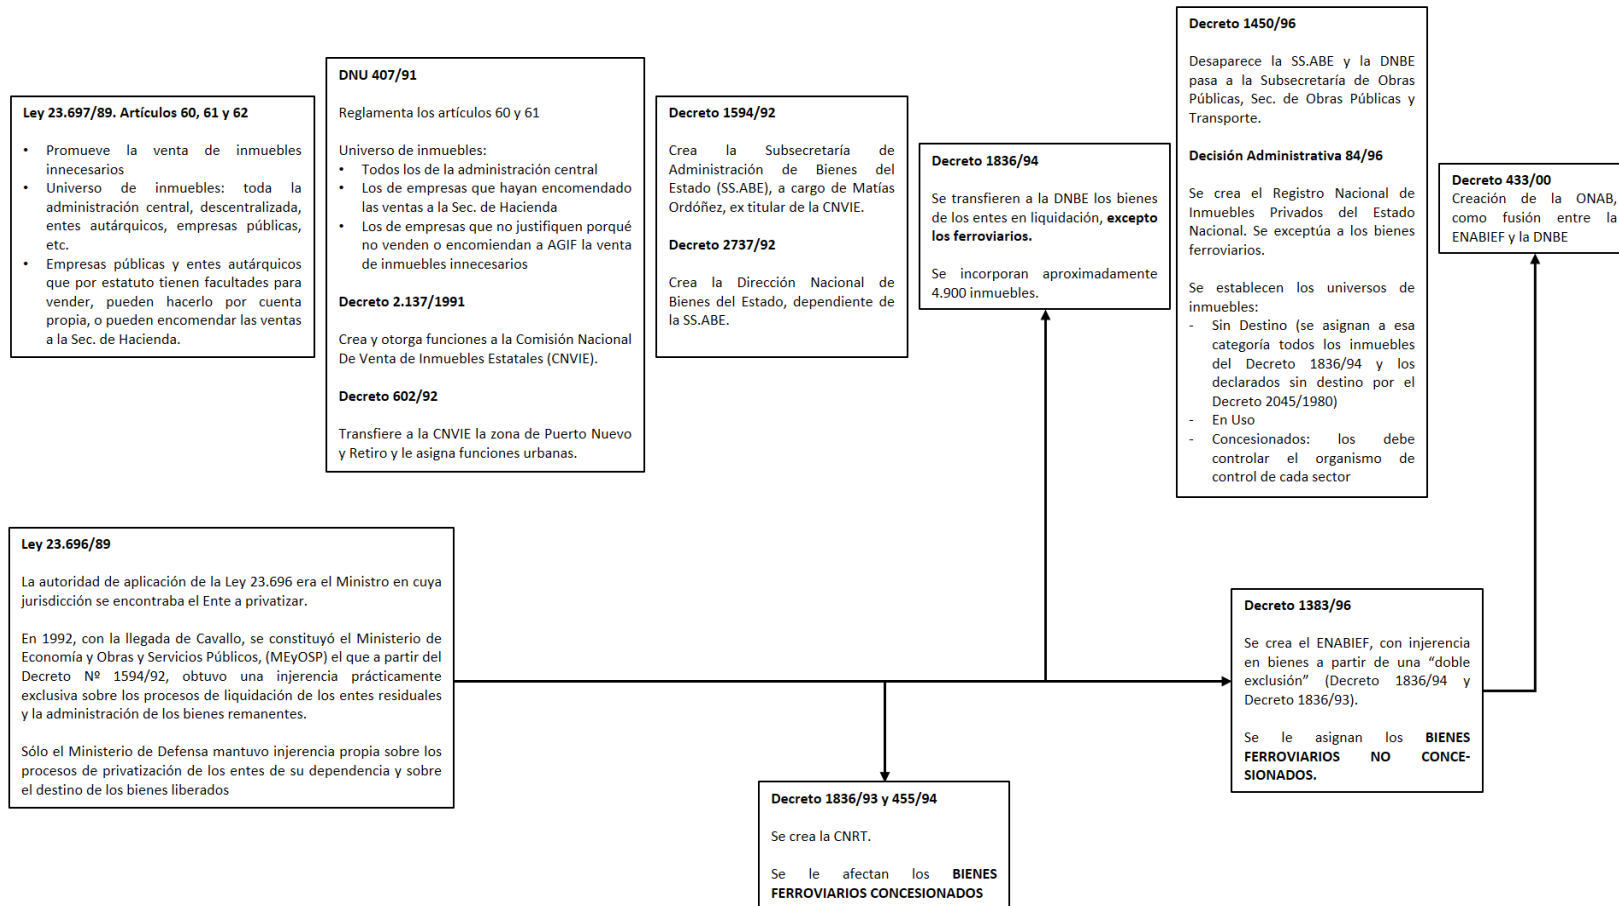 Ley 23.697/89. Artículos 60, 61 y 62
• Promueve la venta de inmuebles
innecesarios
• Universo de inmuebles: toda la
administración central, descentralizada,
entes autárquicos, empresas públicas,
etc.
• Empresas públicas y entes autárquicos
que por estatuto tienen facultades para
vender, pueden hacerlo por cuenta
propia, o pueden encomendar las ventas
a la Sec. de Hacienda.
DNU 407/91
Reglamenta los artículos 60 y 61
Universo de inmuebles:
• Todos los de la administración central
• Los de empresas que hayan encomendado
las ventas a la Sec. de Hacienda
• Los de empresas que no justifiquen porqué
no venden o encomiendan a AGIF la venta
de inmuebles innecesarios
Decreto 2.137/1991
Crea y otorga funciones a la Comisión Nacional
De Venta de Inmuebles Estatales (CNVIE).
Decreto 602/92
Transfiere a la CNVIE la zona de Puerto Nuevo
y Retiro y le asigna funciones urbanas.
Decreto 1594/92
Crea la Subsecretaría de
Administración de Bienes del
Estado (SS.ABE), a cargo de Matías
Ordóñez, ex titular de la CNVIE.
Decreto 2737/92
Crea la Dirección Nacional de
Bienes del Estado, dependiente de
la SS.ABE.
Decreto 1836/94
Se transfieren a la DNBE los bienes
de los entes en liquidación, excepto
los ferroviarios.
Se incorporan aproximadamente
4.900 inmuebles.
Decreto 1450/96
Desaparece la SS.ABE y la DNBE
pasa a la Subsecretaría de Obras
Públicas, Sec. de Obras Públicas y
Transporte.
Decisión Administrativa 84/96
Se crea el Registro Nacional de
Inmuebles Privados del Estado
Nacional. Se exceptúa a los bienes
ferroviarios.
Se establecen los universos de
inmuebles:
- Sin Destino (se asignan a esa
categoría todos los inmuebles
del Decreto 1836/94 y los
declarados sin destino por el
Decreto 2045/1980)
- En Uso
- Concesionados: los debe
controlar el organismo de
control de cada sector
Decreto 433/00
Creación de la ONAB,
como fusión entre la
ENABIEF y la DNBE
Ley 23.696/89
La autoridad de aplicación de la Ley 23.696 era el Ministro en cuya
jurisdicción se encontraba el Ente a privatizar.
En 1992, con la llegada de Cavallo, se constituyó el Ministerio de
Economía y Obras y Servicios Públicos, (MEyOSP) el que a partir del
Decreto Nº 1594/92, obtuvo una injerencia prácticamente
exclusiva sobre los procesos de liquidación de los entes residuales
y la administración de los bienes remanentes.
Sólo el Ministerio de Defensa mantuvo injerencia propia sobre los
procesos de privatización de los entes de su dependencia y sobre
el destino de los bienes liberados
Decreto 1836/93 y 455/94
Se crea la CNRT.
Se le afectan los BIENES
FERROVIARIOS CONCESIONADOS
Decreto 1383/96
Se crea el ENABIEF, con injerencia
en bienes a partir de una “doble
exclusión” (Decreto 1836/94 y
Decreto 1836/93).
Se le asignan los BIENES
FERROVIARIOS NO CONCE-
SIONADOS.